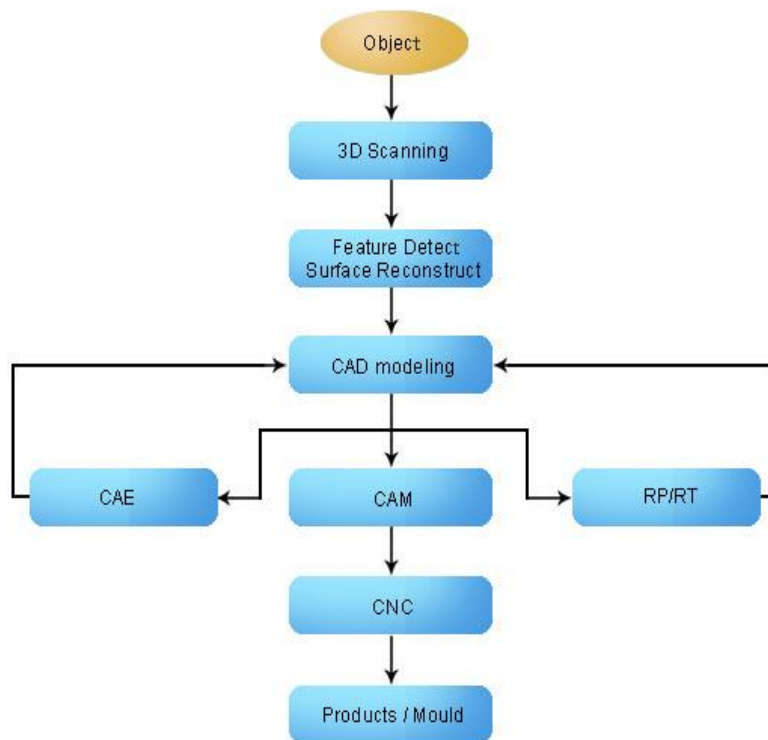 Object
3D Scanning
Feature Detect
Surface Reconstruct
CAD modeling
CAE
CAM
RP/RT
CNC
Products / Mould